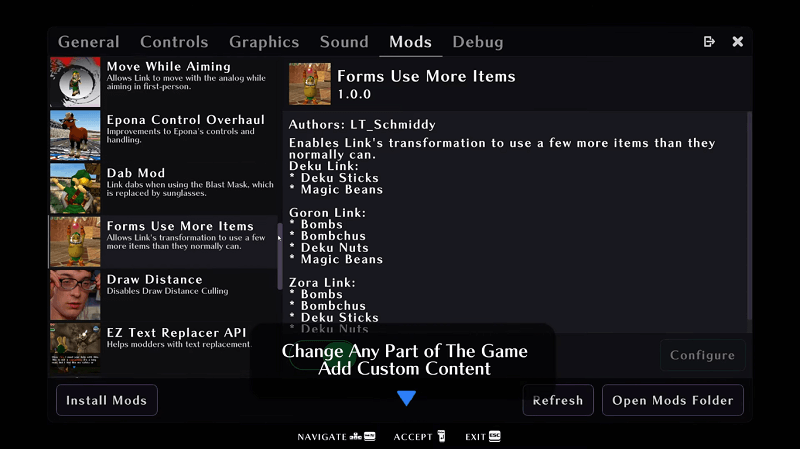 General Controls Graphics Sound Mods Debug
Move While Aiming
Allows Link to move with the analog while
aiming in first-person.
Epona Control Overhaul
Improvements to Epona's controls and
handling.
Dab Mod
Link dabs when using the Blast Mask, which
is replaced by sunglasses.
Forms Use More Items
Allows Link's transformation to use a few
more items than they normally can.
Draw Distance
Disables Draw Distance Culling
EZ Text Replacer API
Helps modders with text replacement.
Forms Use More Items
1.0.0
Authors: LT_Schmiddy
Enables Link's transformation to use a few more items than they
normally can.
Deku Link:
* Deku Sticks
* Magic Beans
Goron Link:
* Bombs
* Bombchus
* Deku Nuts
* Magic Beans
Zora Link:
* Bombs
* Bombchus
* Deku Sticks
* Deku Nuts
Change Any Part of The Game
Add Custom Content
Configure
Install Mods
Refresh
Open Mods Folder
NAVIGATE ACCEPT EXIT ESC